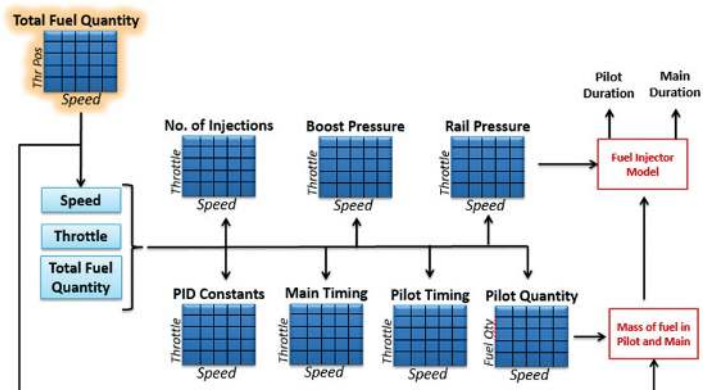 Total Fuel Quantity
Thr Pos
Speed
Pilot
Duration
Main
Duration
No. of Injections
Throttle
Speed
Boost Pressure
Throttle
Speed
Rail Pressure
Throttle
Speed
Fuel Injector
Model
Speed
Throttle
Total Fuel
Quantity
PID Constants
Throttle
Speed
Main Timing
Throttle
Speed
Pilot Timing
Throttle
Speed
Pilot Quantity
Fuel Qty
Speed
Mass of fuel in
Pilot and Main